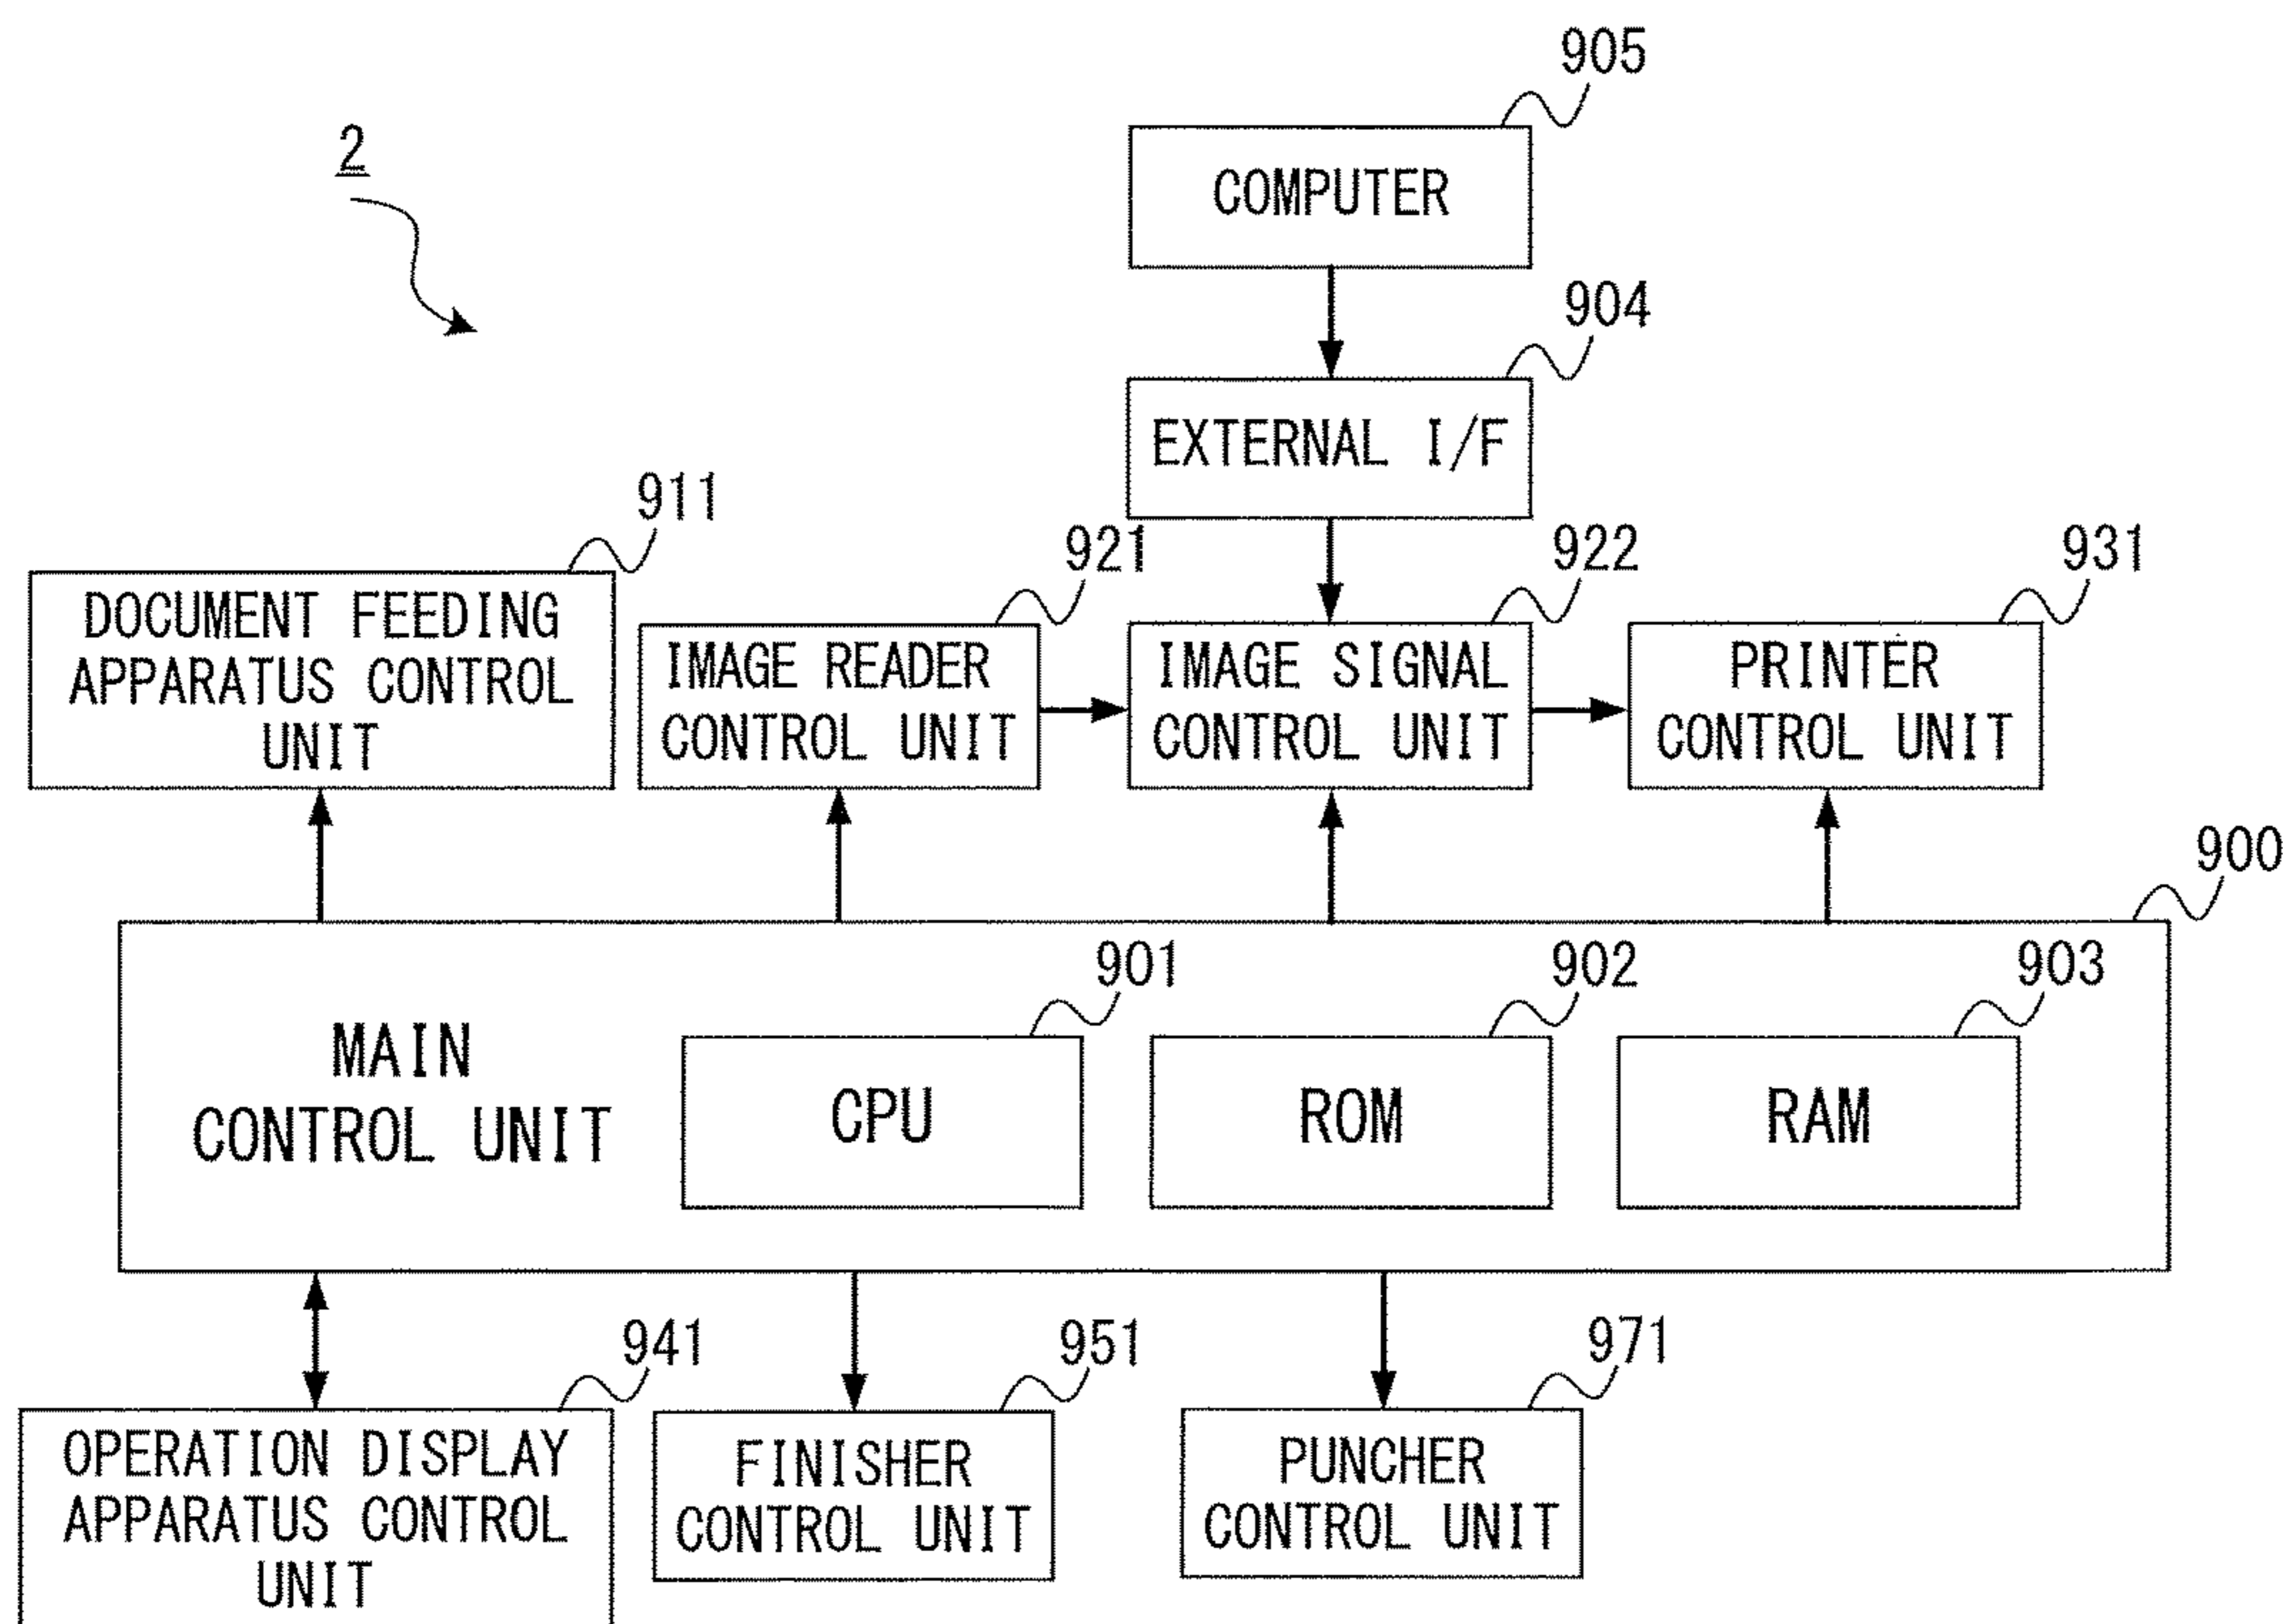 905
2
COMPUTER
904
EXTERNAL I/F
911
921
922
931
DOCUMENT FEEDING
APPARATUS CONTROL
UNIT
IMAGE READER
CONTROL UNIT
IMAGE SIGNAL
CONTROL UNIT
PRINTER
CONTROL UNIT
900
MAIN
CONTROL UNIT
901
CPU
902
ROM
903
RAM
941
OPERATION DISPLAY
APPARATUS CONTROL
UNIT
951
FINISHER
CONTROL UNIT
971
PUNCHER
CONTROL UNIT